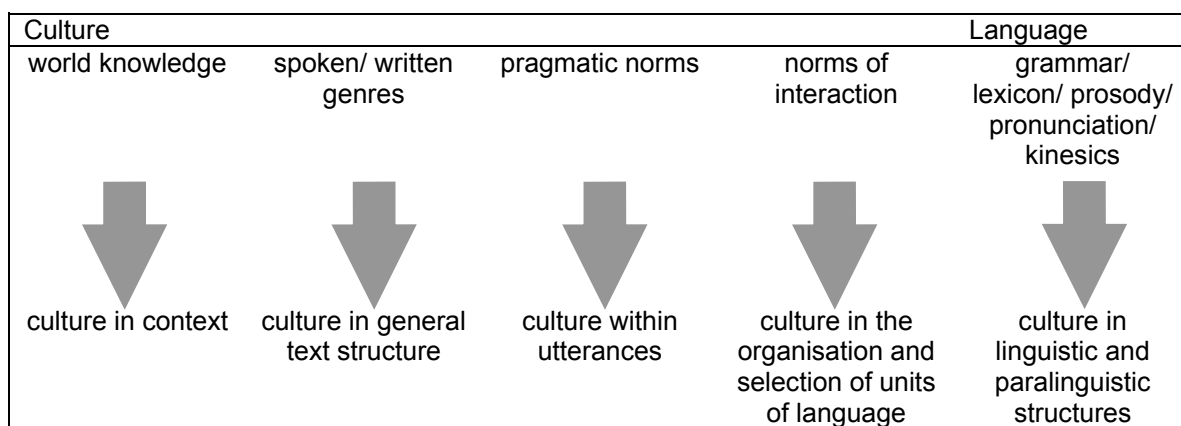 Culture Language
world knowledge
spoken/ written
genres
pragmatic norms
norms of
interaction
grammar/
lexicon/ prosody/
pronunciation/
kinesics
culture in context
culture in general
text structure
culture within
utterances
culture in the
organisation and
selection of units
of language
culture in
linguistic and
paralinguistic
structures